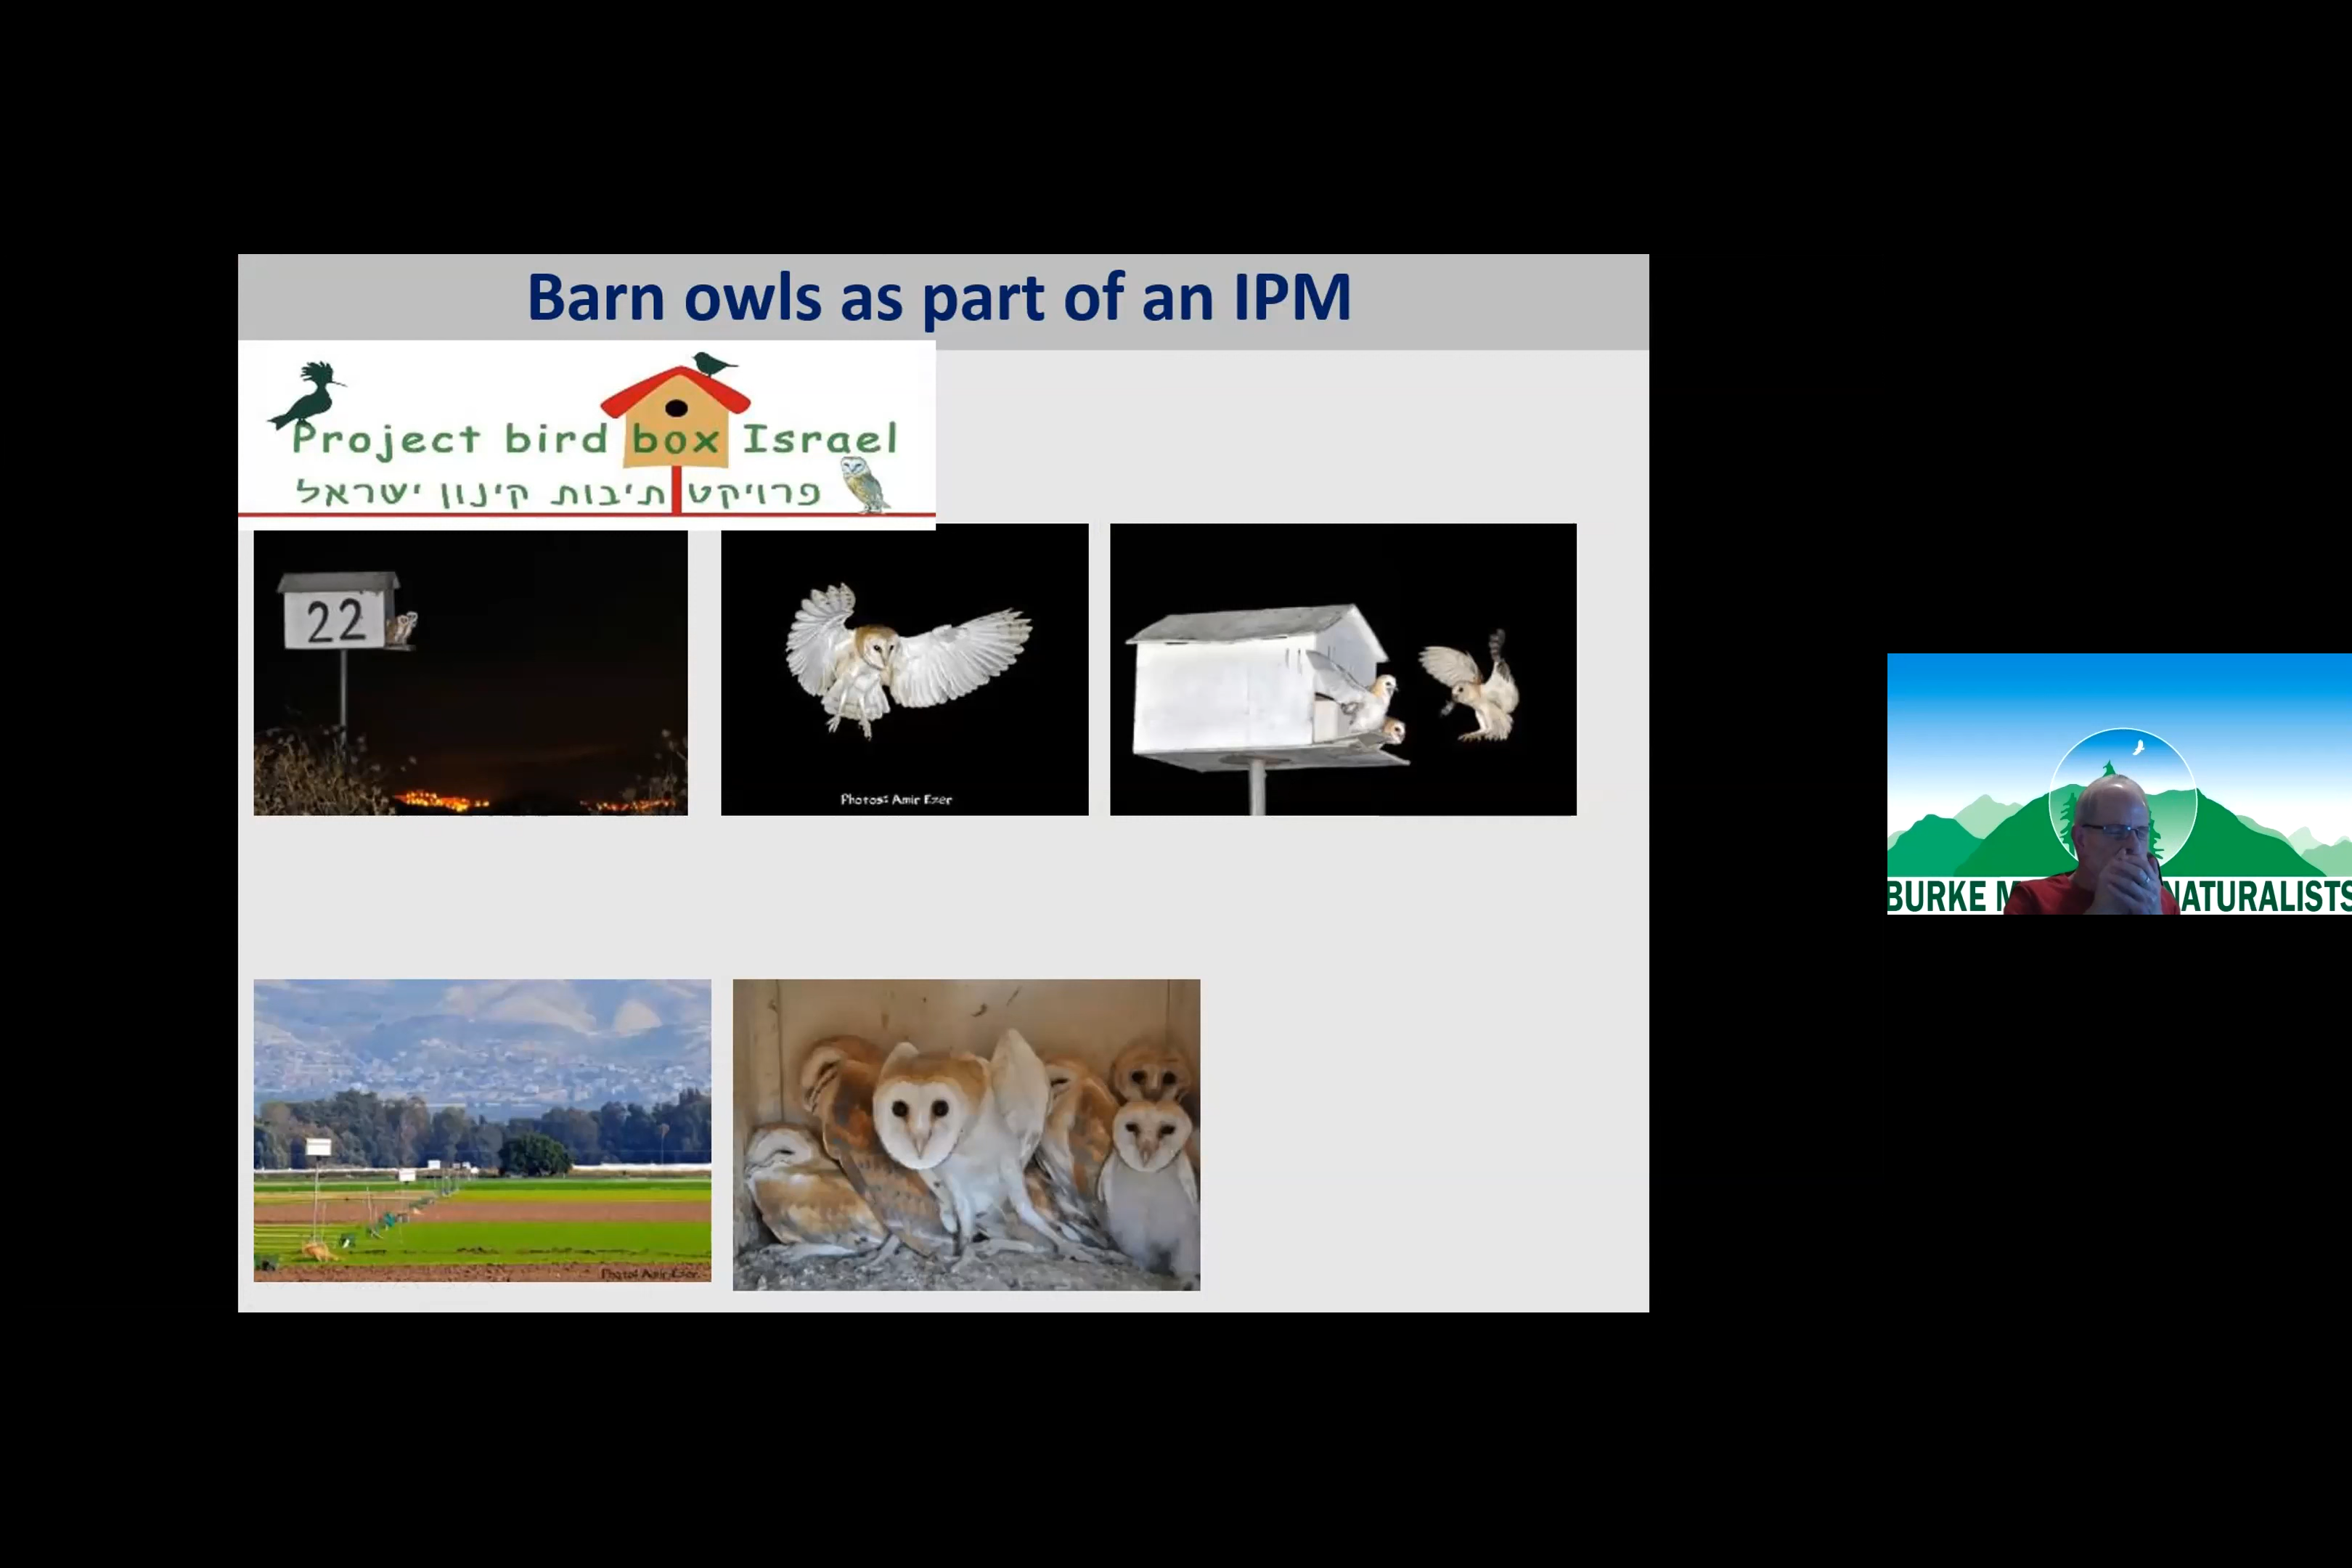 Barn owls as part of an IPM
Project bird box Israel
פרויקט תיבות קינון ישראל
22
Photos: Amir Ezer
Photo: Amir Ezer
BURKE NATURALISTS